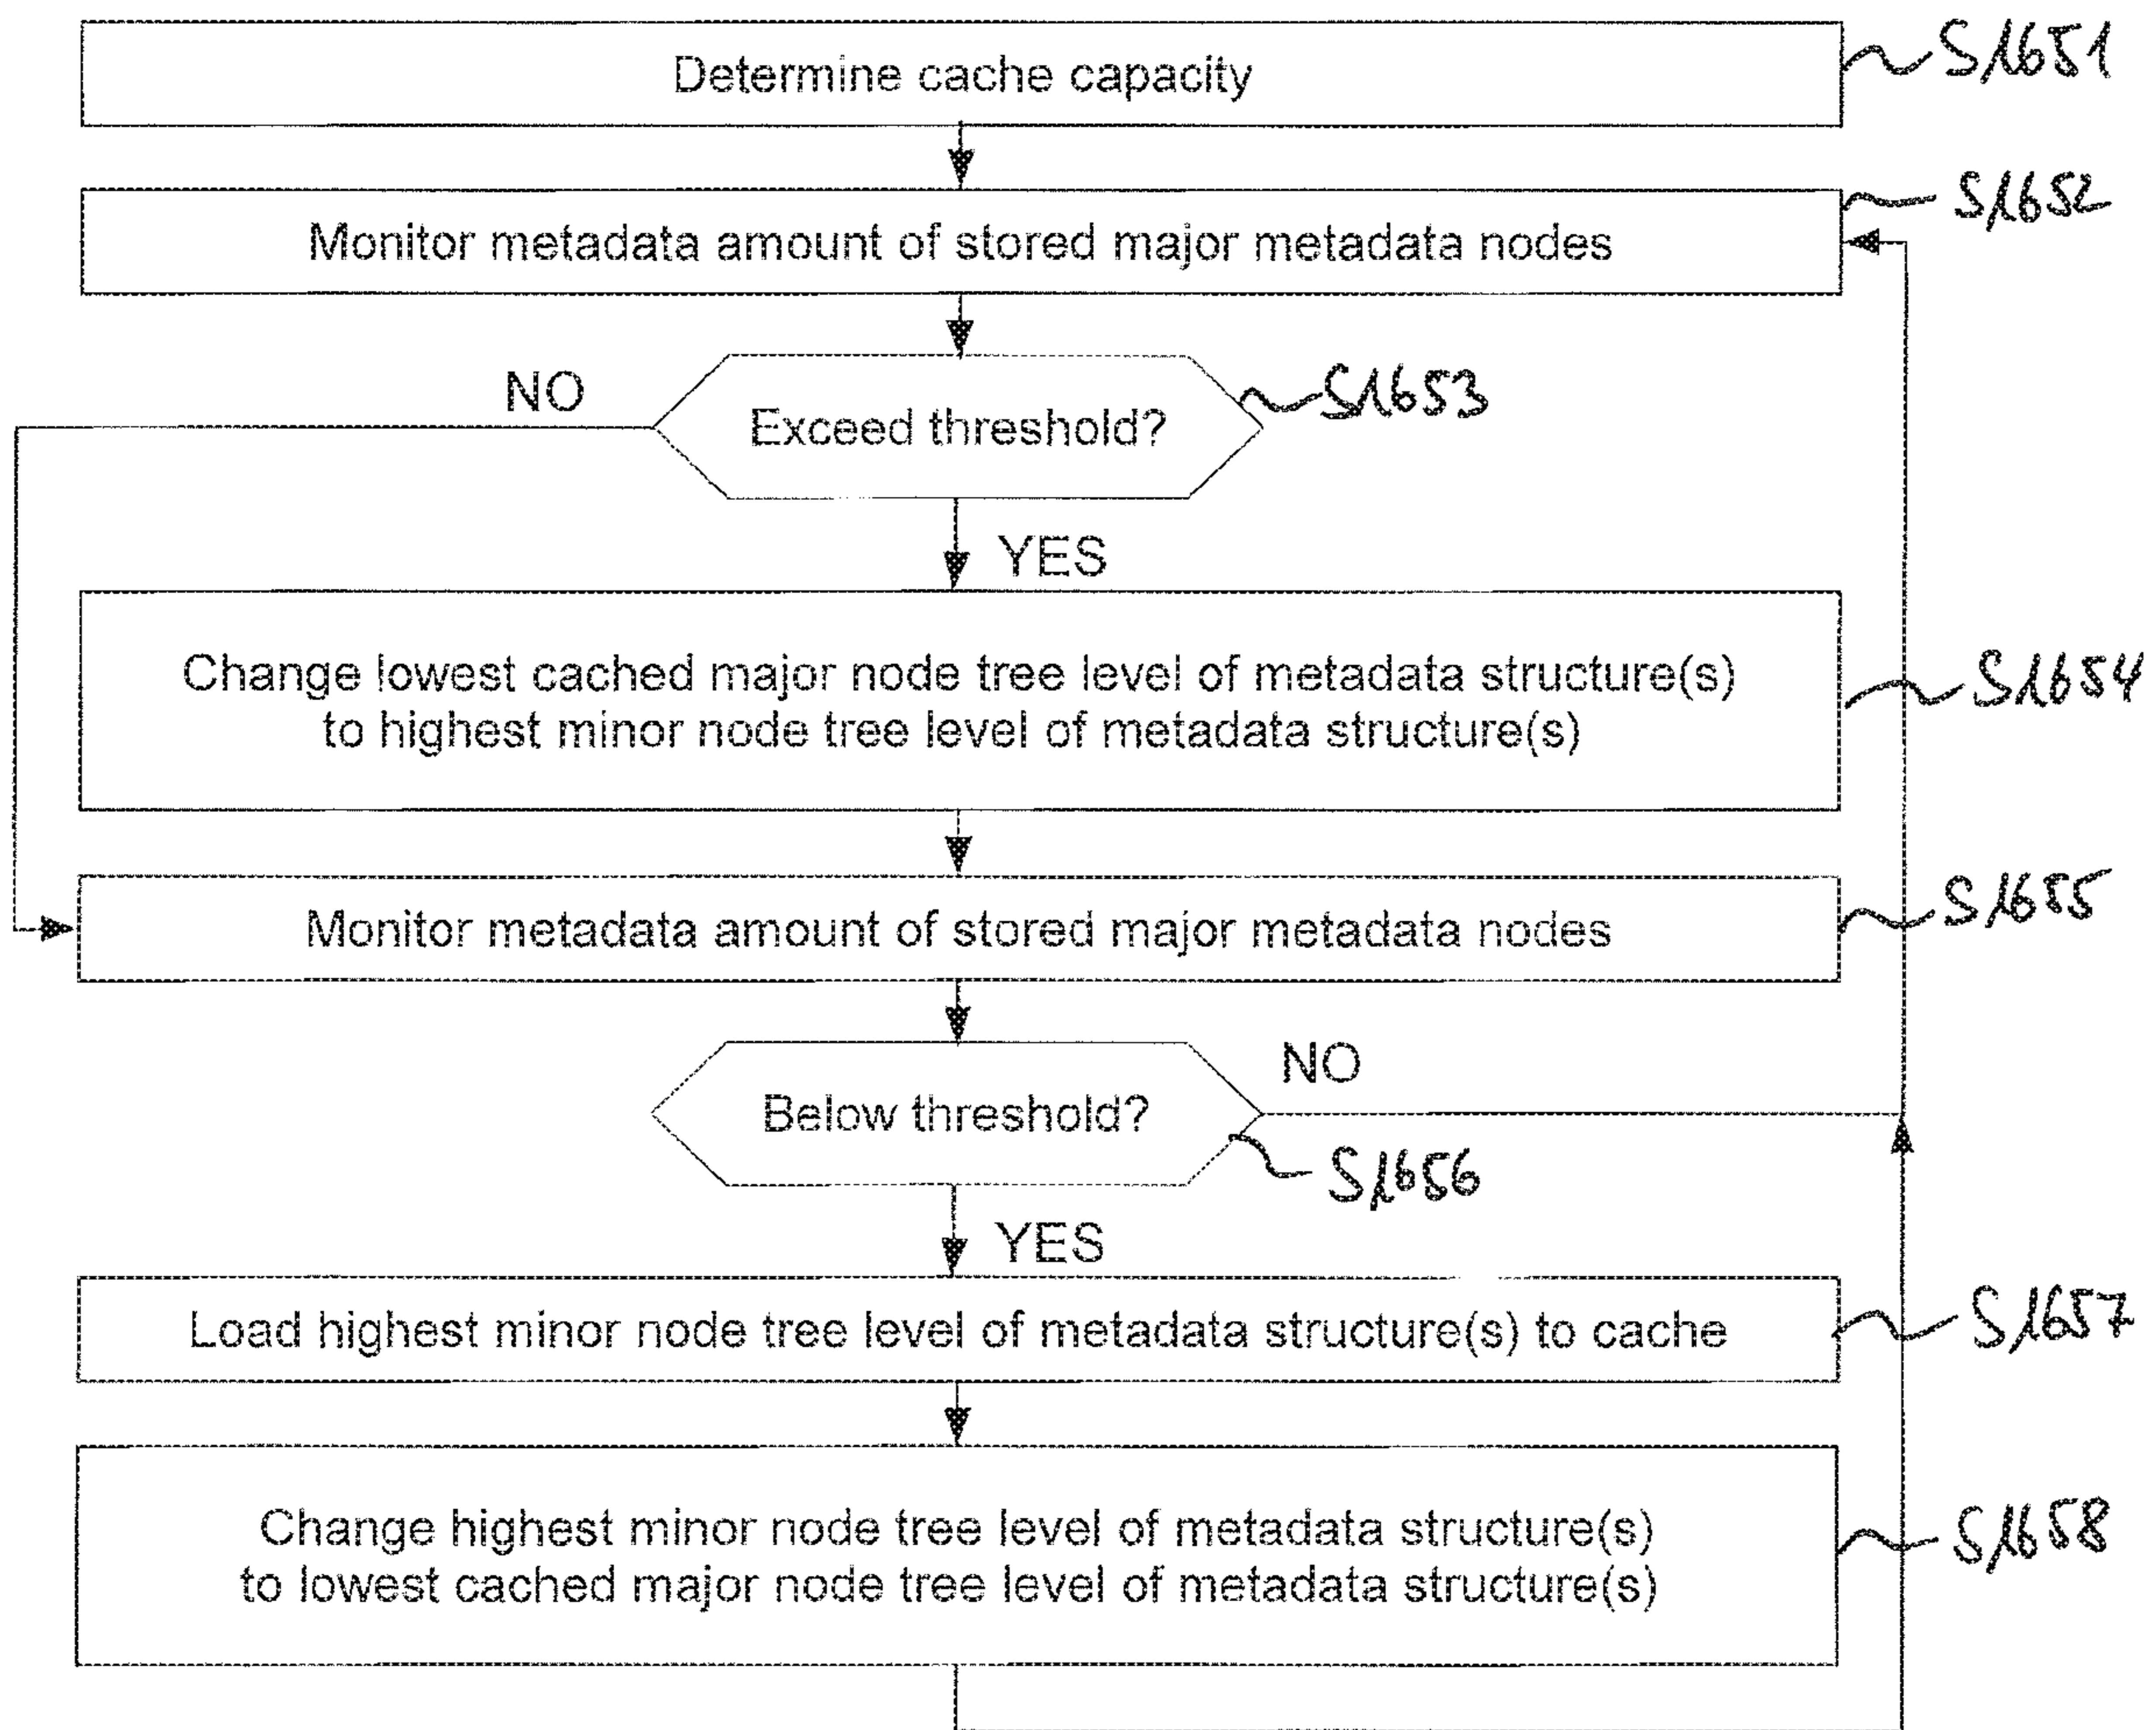 Determine cache capacity
S1651
S1652
Monitor metadata amount of stored major metadata nodes
NO
S1653
Exceed threshold?
YES
Change lowest cached major node tree level of metadata structure(s)
to highest minor node tree level of metadata structure(s)
S1654
S1655
Monitor metadata amount of stored major metadata nodes
NO
Below threshold?
S1656
YES
Load highest minor node tree level of metadata structure(s) to cache
S1657
Change highest minor node tree level of metadata structure(s)
to lowest cached major node tree level of metadata structure(s)
S1658